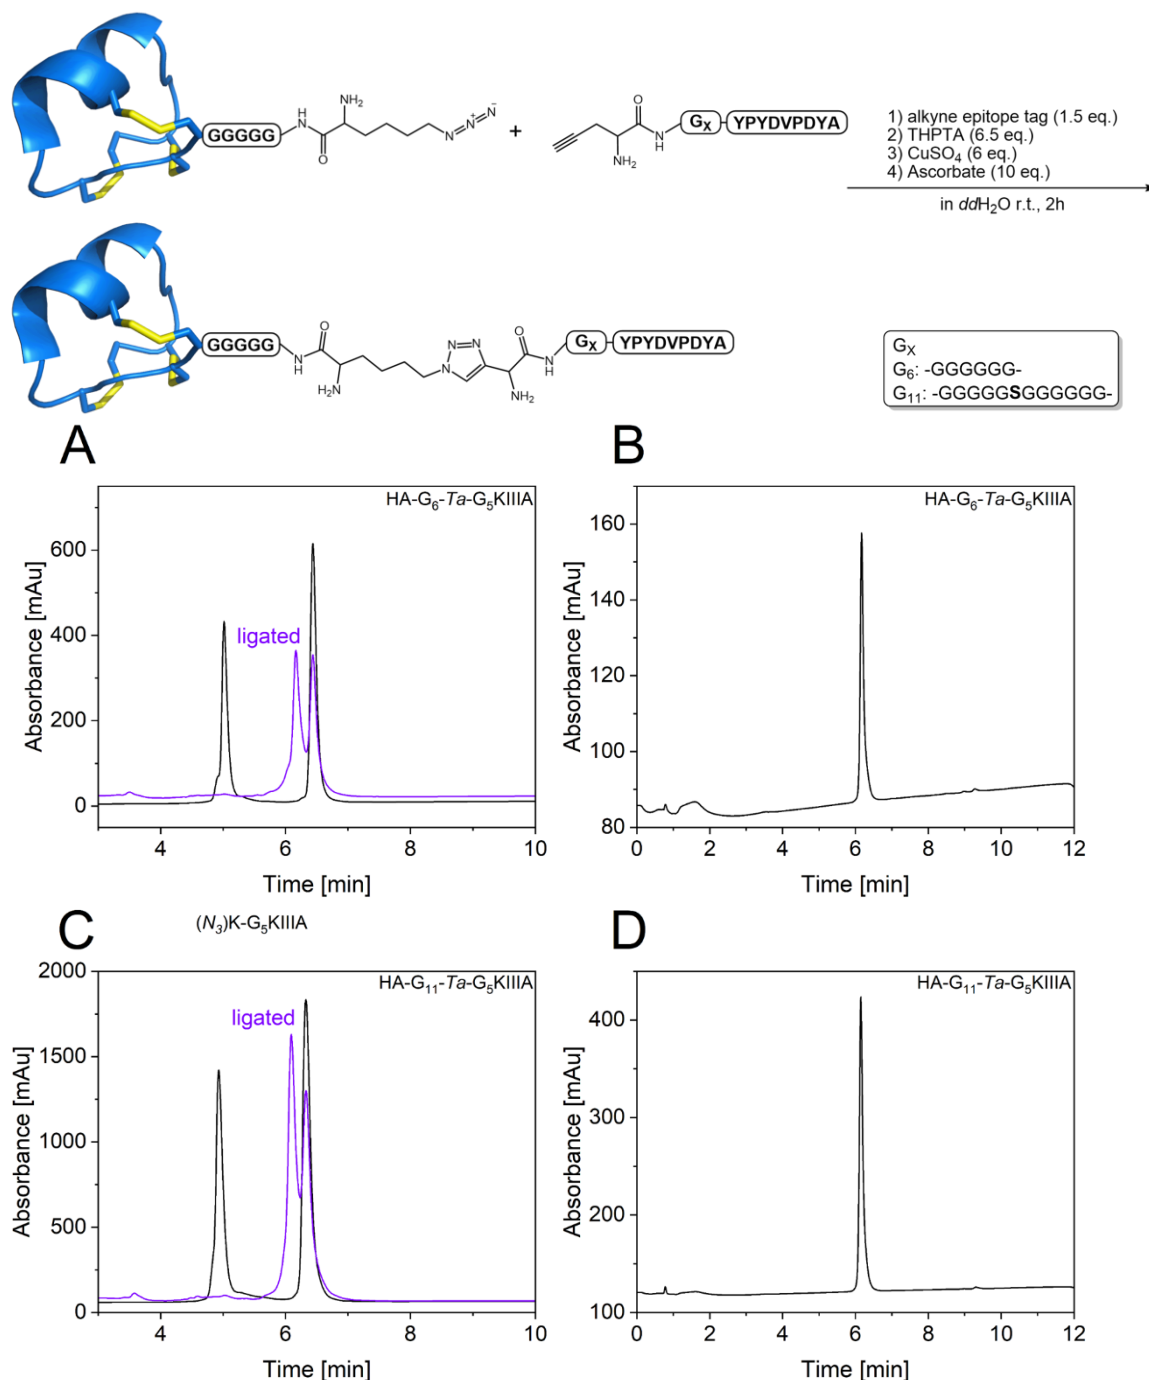 GGGGG
H
N
O
NH2
N
N+
N-
+
O
NH2
N
H
GX
YPYDVPDYA
1) alkyne epitope tag (1.5 eq.)
2) THPTA (6.5 eq.)
3) CuSO4 (6 eq.)
4) Ascorbate (10 eq.)
in ddH2O r.t., 2h
GGGGG
N
H
O
H2N
N
N=N
O
NH2
N
H
GX
YPYDVPDYA
GX
G6: -GGGGGG-
G11: -GGGGGSGGGGGG-
A
HA-G6-Ta-G5KIIIA
ligated
Absorbance [mAu]
600
400
200
0
4 6 8 10
Time [min]
B
HA-G6-Ta-G5KIIIA
Absorbance [mAu]
160
140
120
100
80
0 2 4 6 8 10 12
Time [min]
C
(N3)K-G5KIIIA
HA-G11-Ta-G5KIIIA
ligated
Absorbance [mAu]
2000
1500
1000
500
0
4 6 8 10
Time [min]
D
HA-G11-Ta-G5KIIIA
Absorbance [mAu]
400
300
200
100
0 2 4 6 8 10 12
Time [min]